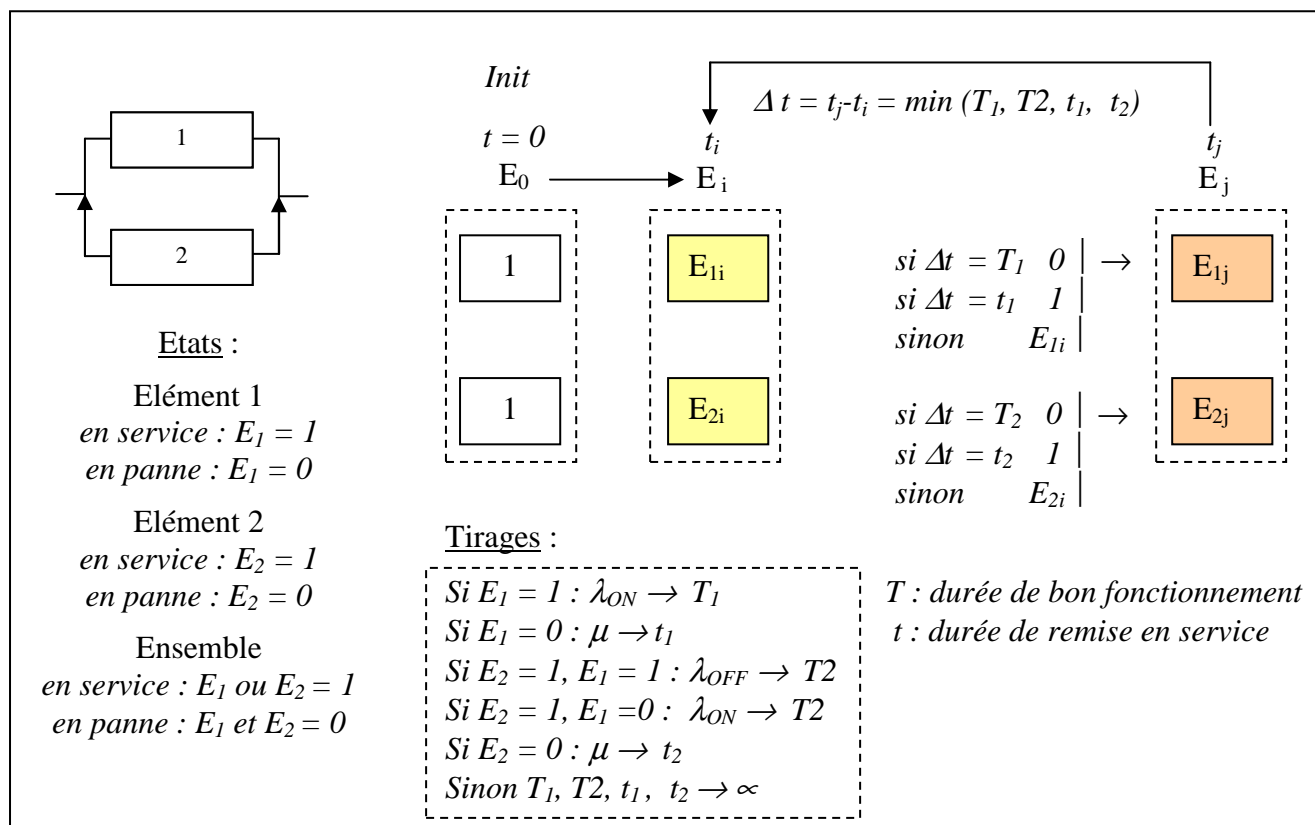 Init
Δ t = tj-ti = min (T1, T2, t1, t2)
t = 0
ti
tj
E0
E i
E j
1
2
1
E1i
si Δt = T1 0 | →
si Δt = t1 1 |
sinon E1i |
E1j
1
E2i
si Δt = T2 0 | →
si Δt = t2 1 |
sinon E2i |
E2j
Etats :
Elément 1
en service : E1 = 1
en panne : E1 = 0
Elément 2
en service : E2 = 1
en panne : E2 = 0
Ensemble
en service : E1 ou E2 = 1
en panne : E1 et E2 = 0
Tirages :
Si E1 = 1 : λON → T1
Si E1 = 0 : μ → t1
Si E2 = 1, E1 = 1 : λOFF → T2
Si E2 = 1, E1 =0 : λON → T2
Si E2 = 0 : μ → t2
Sinon T1, T2, t1 , t2 → ∝
T : durée de bon fonctionnement
t : durée de remise en service